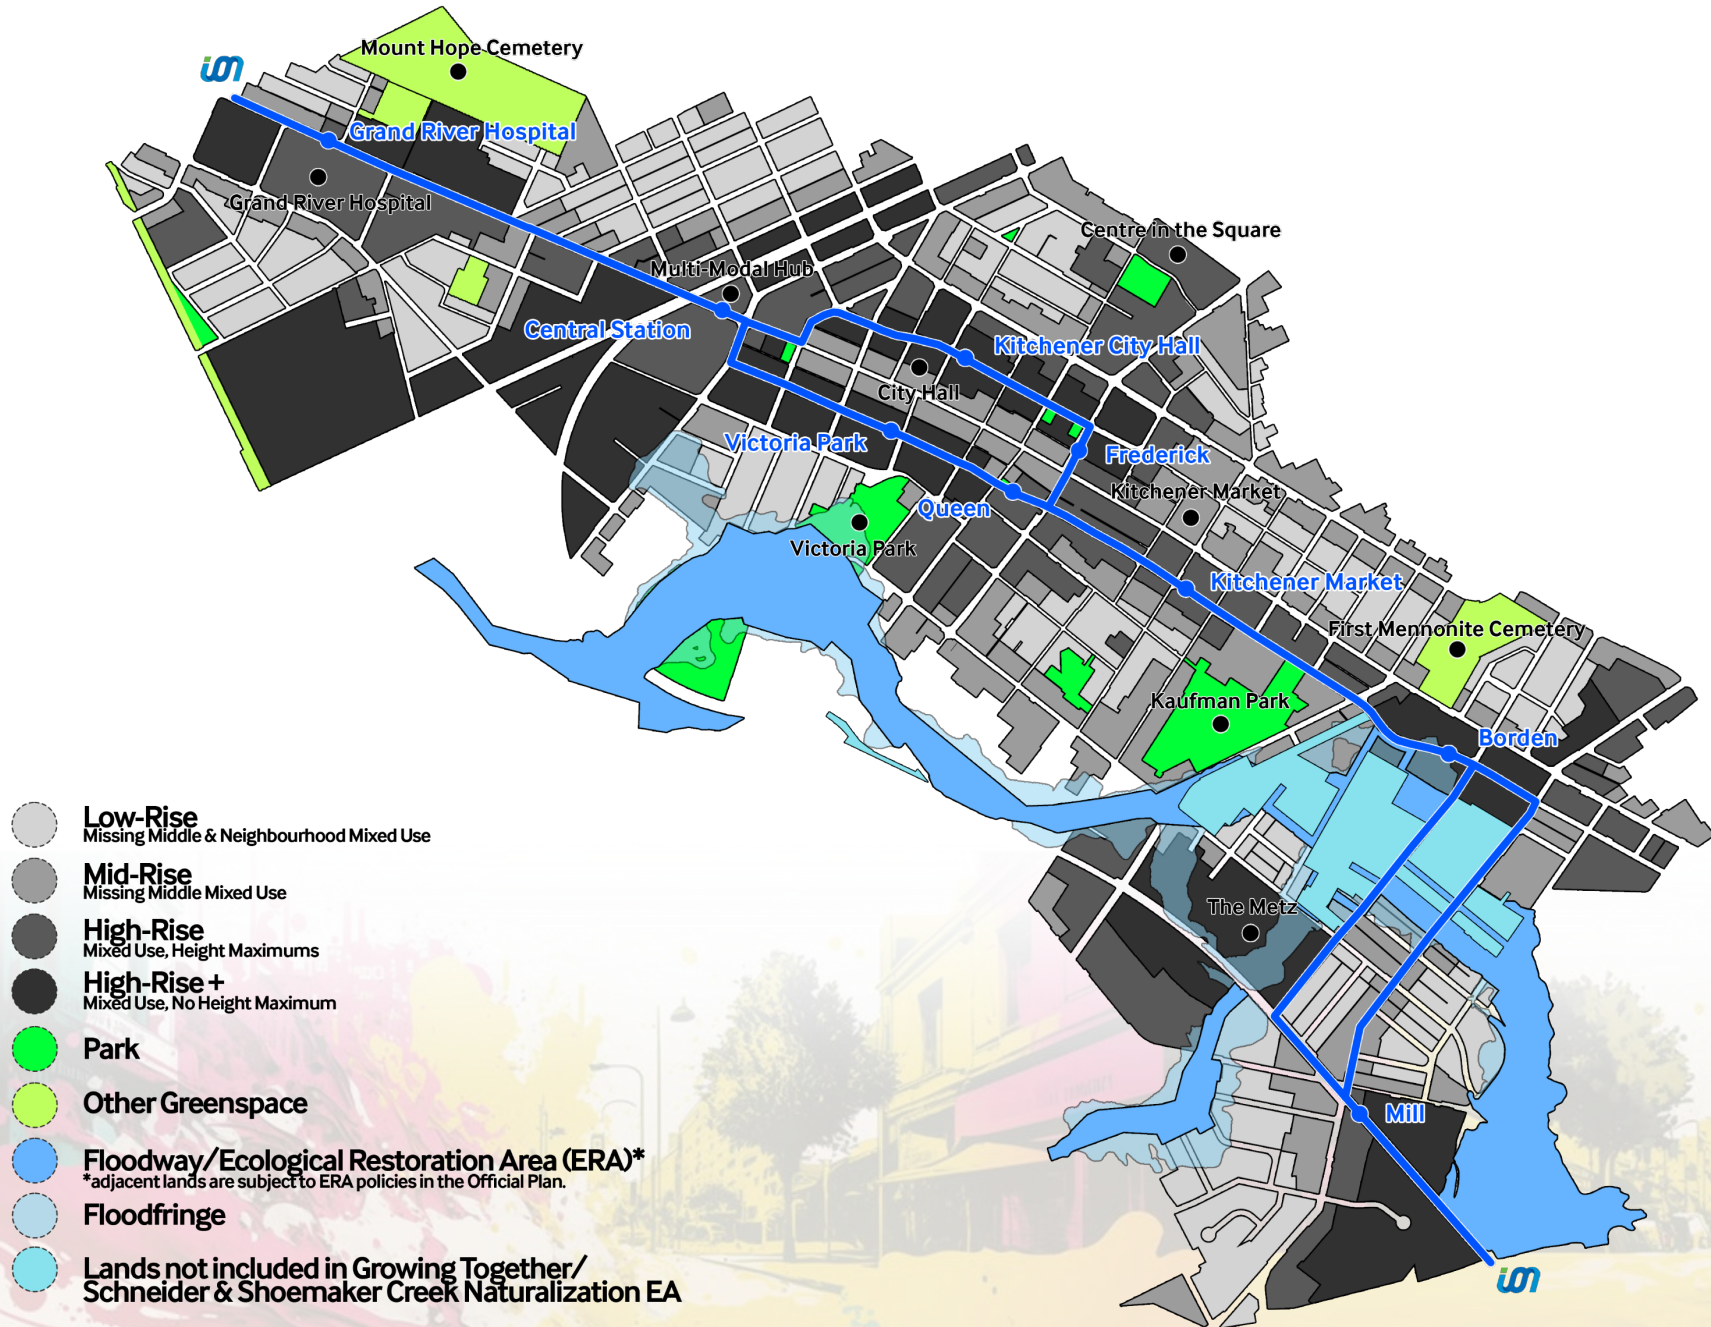 Mount Hope Cemetery
ion
Grand River Hospital
Grand River Hospital
Centre in the Square
Multi-Modal Hub
Central Station
Kitchener City Hall
City Hall
Victoria Park
Frederick
Kitchener Market
Queen
Victoria Park
Kitchener Market
First Mennonite Cemetery
Kaufman Park
Borden
The Metz
Mill
ion
Low-Rise
Missing Middle & Neighbourhood Mixed Use
Mid-Rise
Missing Middle Mixed Use
High-Rise
Mixed Use, Height Maximums
High-Rise+
Mixed Use, No Height Maximum
Park
Other Greenspace
Floodway/Ecological Restoration Area (ERA)*
*adjacent lands are subject to ERA policies in the Official Plan.
Floodfringe
Lands not included in Growing Together/
Schneider & Shoemaker Creek Naturalization EA